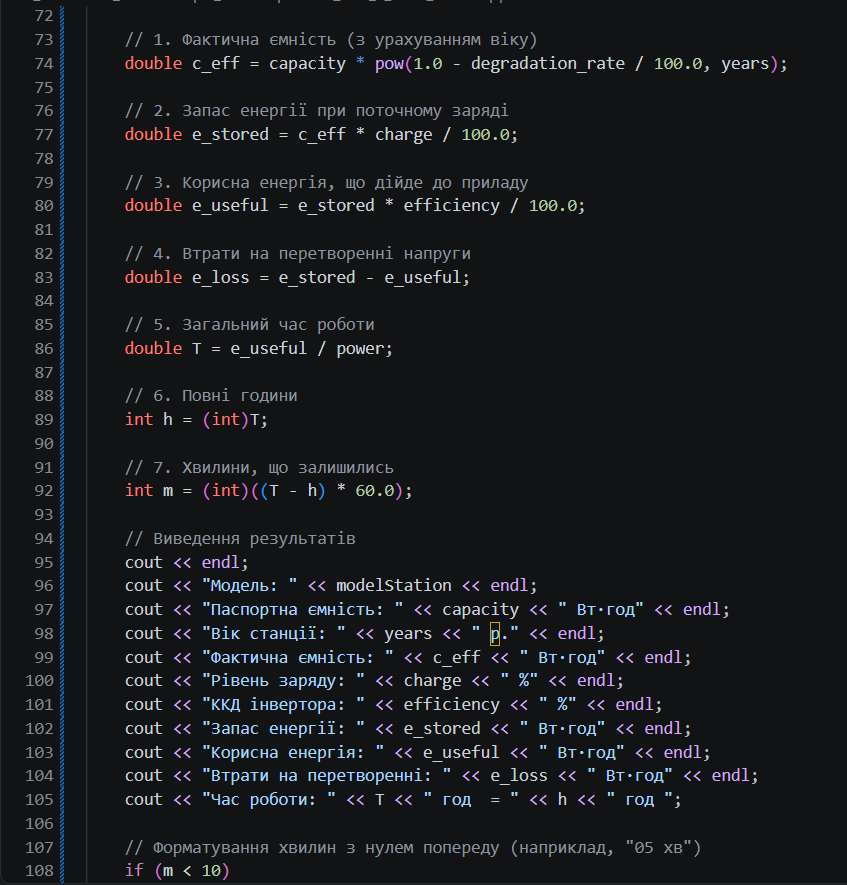 72
73 // 1. Фактична ємність (з урахуванням віку)
74 double c_eff = capacity * pow(1.0 - degradation_rate / 100.0, years);
75
76 // 2. Запас енергії при поточному заряді
77 double e_stored = c_eff * charge / 100.0;
78
79 // 3. Корисна енергія, що дійде до приладу
80 double e_useful = e_stored * efficiency / 100.0;
81
82 // 4. Втрати на перетворенні напруги
83 double e_loss = e_stored - e_useful;
84
85 // 5. Загальний час роботи
86 double T = e_useful / power;
87
88 // 6. Повні години
89 int h = (int)T;
90
91 // 7. Хвилини, що залишились
92 int m = (int)((T - h) * 60.0);
93
94 // Виведення результатів
95 cout << endl;
96 cout << "Модель: " << modelStation << endl;
97 cout << "Паспортна ємність: " << capacity << " Вт·год" << endl;
98 cout << "Вік станції: " << years << " р." << endl;
99 cout << "Фактична ємність: " << c_eff << " Вт·год" << endl;
100 cout << "Рівень заряду: " << charge << " %" << endl;
101 cout << "ККД інвертора: " << efficiency << " %" << endl;
102 cout << "Запас енергії: " << e_stored << " Вт·год" << endl;
103 cout << "Корисна енергія: " << e_useful << " Вт·год" << endl;
104 cout << "Втрати на перетворенні: " << e_loss << " Вт·год" << endl;
105 cout << "Час роботи: " << T << " год  = " << h << " год ";
106
107 // Форматування хвилин з нулем попереду (наприклад, "05 хв")
108 if (m < 10)